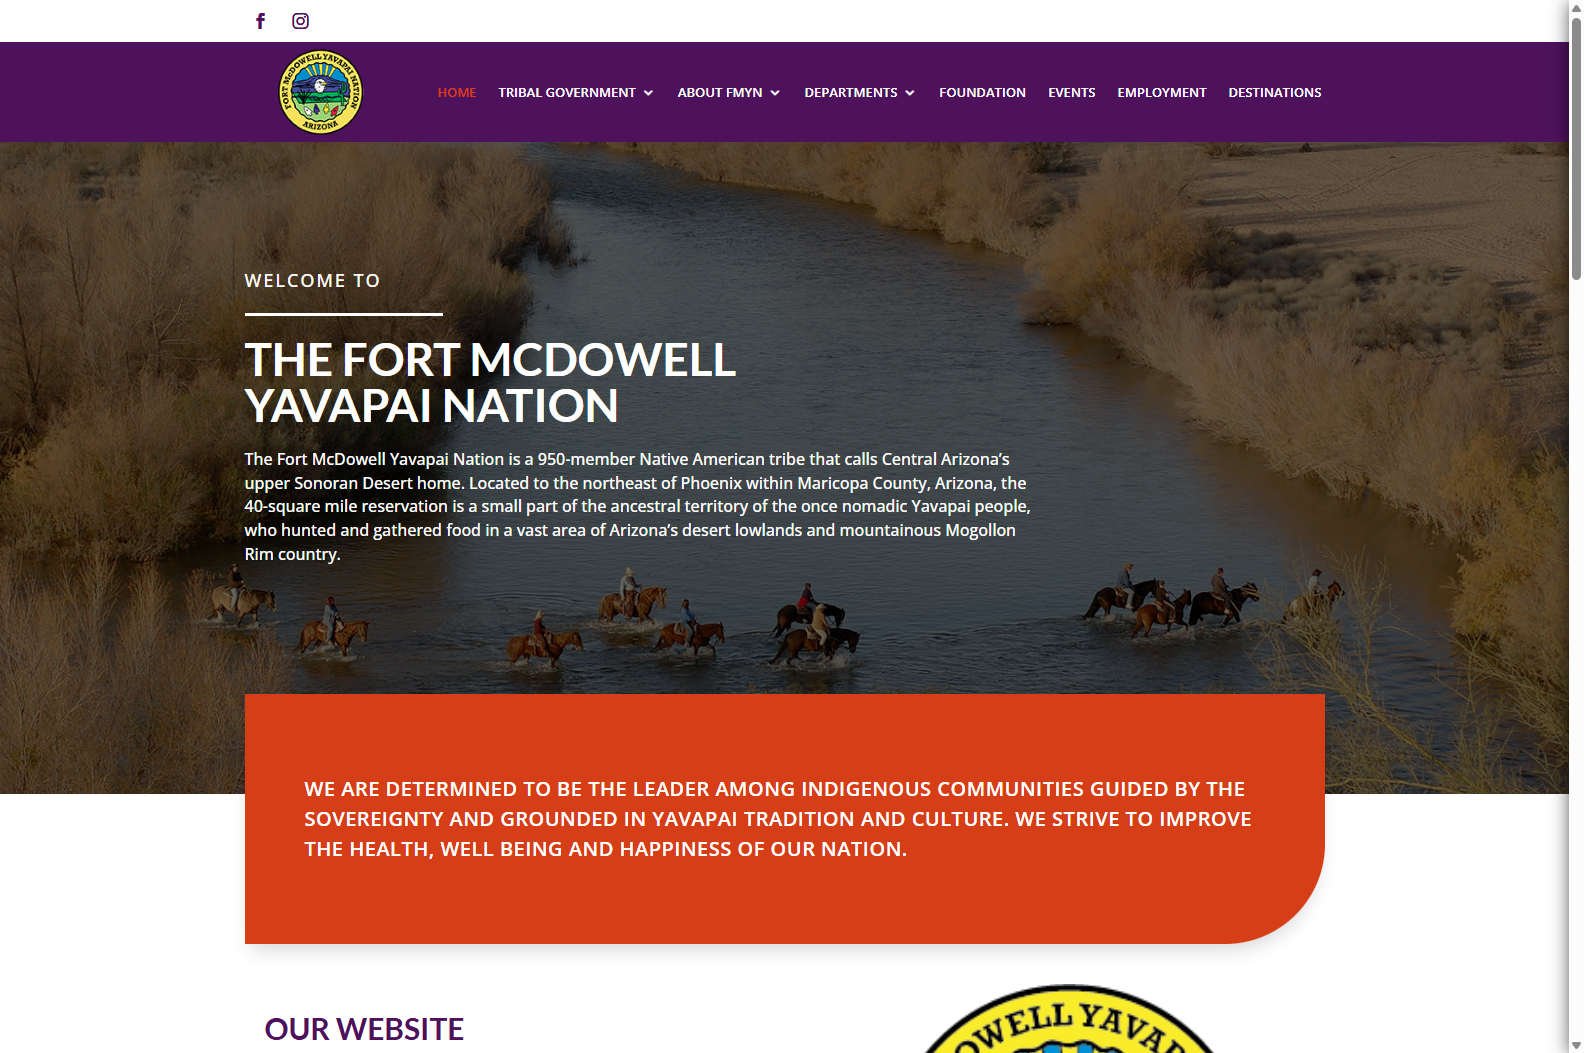 FORT McDOWELL YAVAPAI NATION
ARIZONA
HOME
TRIBAL GOVERNMENT
ABOUT FMYN
DEPARTMENTS
FOUNDATION
EVENTS
EMPLOYMENT
DESTINATIONS
WELCOME TO
THE FORT MCDOWELL
YAVAPAI NATION
The Fort McDowell Yavapai Nation is a 950-member Native American tribe that calls Central Arizona’s
upper Sonoran Desert home. Located to the northeast of Phoenix within Maricopa County, Arizona, the
40-square mile reservation is a small part of the ancestral territory of the once nomadic Yavapai people,
who hunted and gathered food in a vast area of Arizona’s desert lowlands and mountainous Mogollon
Rim country.
WE ARE DETERMINED TO BE THE LEADER AMONG INDIGENOUS COMMUNITIES GUIDED BY THE
SOVEREIGNTY AND GROUNDED IN YAVAPAI TRADITION AND CULTURE. WE STRIVE TO IMPROVE
THE HEALTH, WELL BEING AND HAPPINESS OF OUR NATION.
OUR WEBSITE
OWELL YAVAP